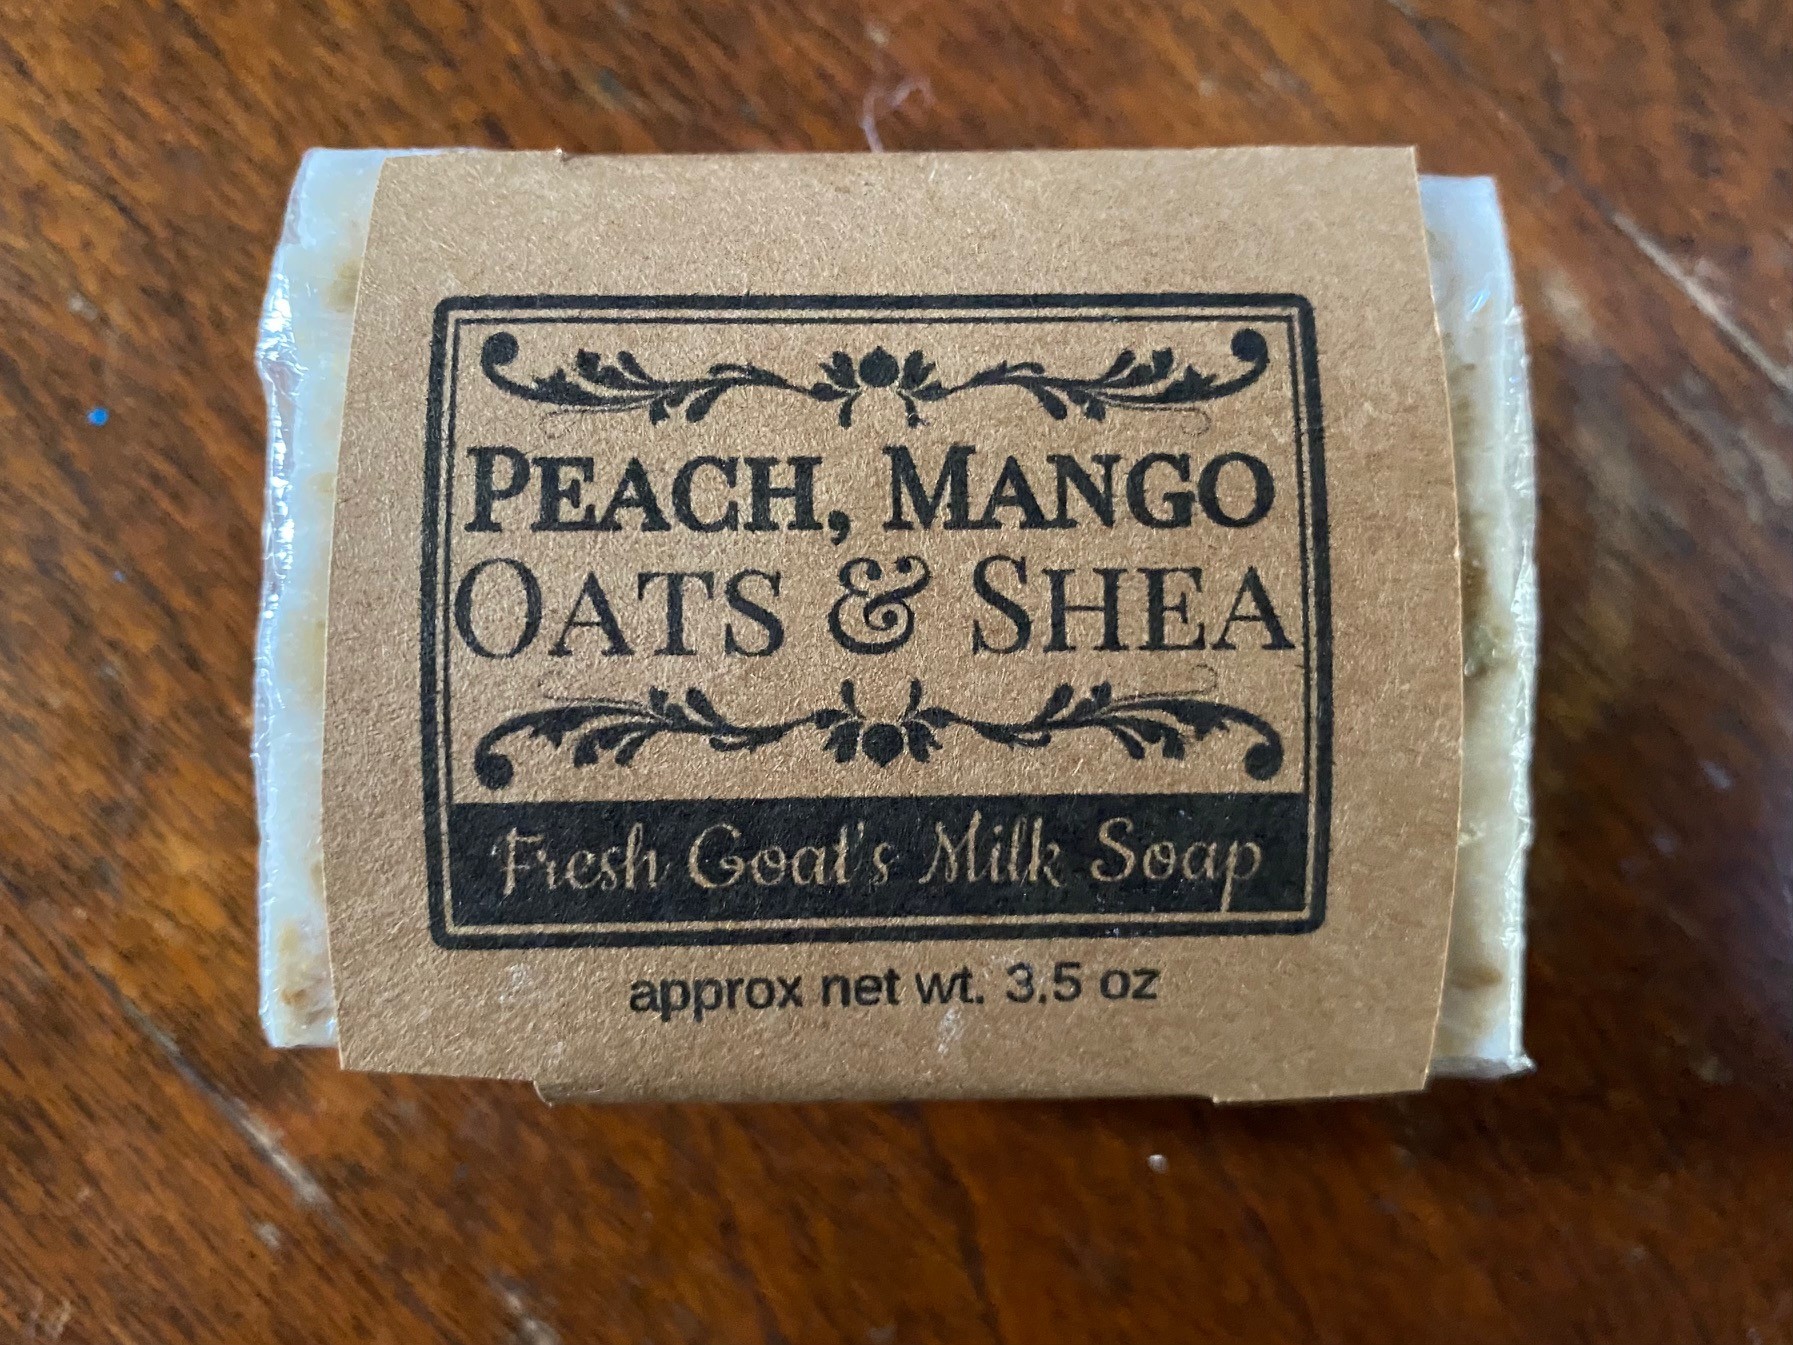 PEACH, MANGO
OATS & SHEA
Fresh Goat's Milk Soap
approx net wt. 3.5 oz